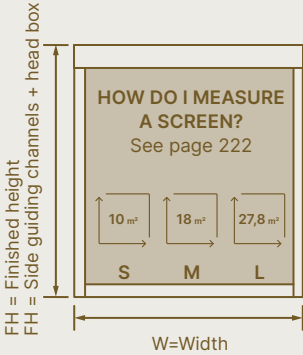 FH = Finished height
FH = Side guiding channels + head box
HOW DO I MEASURE
A SCREEN?
See page 222
10 m²
18 m²
27,8 m²
S
M
L
W=Width